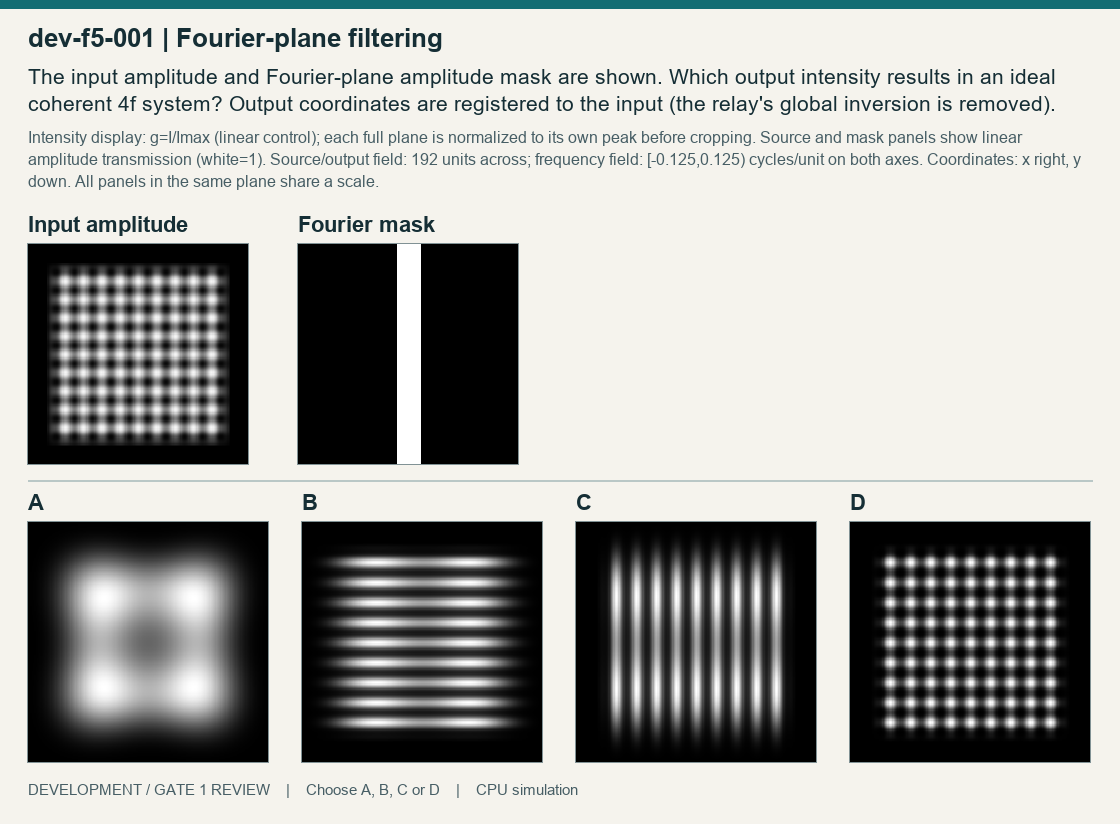 dev-f5-001 | Fourier-plane filtering
The input amplitude and Fourier-plane amplitude mask are shown. Which output intensity results in an ideal
coherent 4f system? Output coordinates are registered to the input (the relay's global inversion is removed).
Intensity display: g=I/Imax (linear control); each full plane is normalized to its own peak before cropping. Source and mask panels show linear
amplitude transmission (white=1). Source/output field: 192 units across; frequency field: [-0.125,0.125) cycles/unit on both axes. Coordinates: x right, y
down. All panels in the same plane share a scale.
Input amplitude Fourier mask
A B C D
DEVELOPMENT / GATE 1 REVIEW | Choose A, B, C or D | CPU simulation